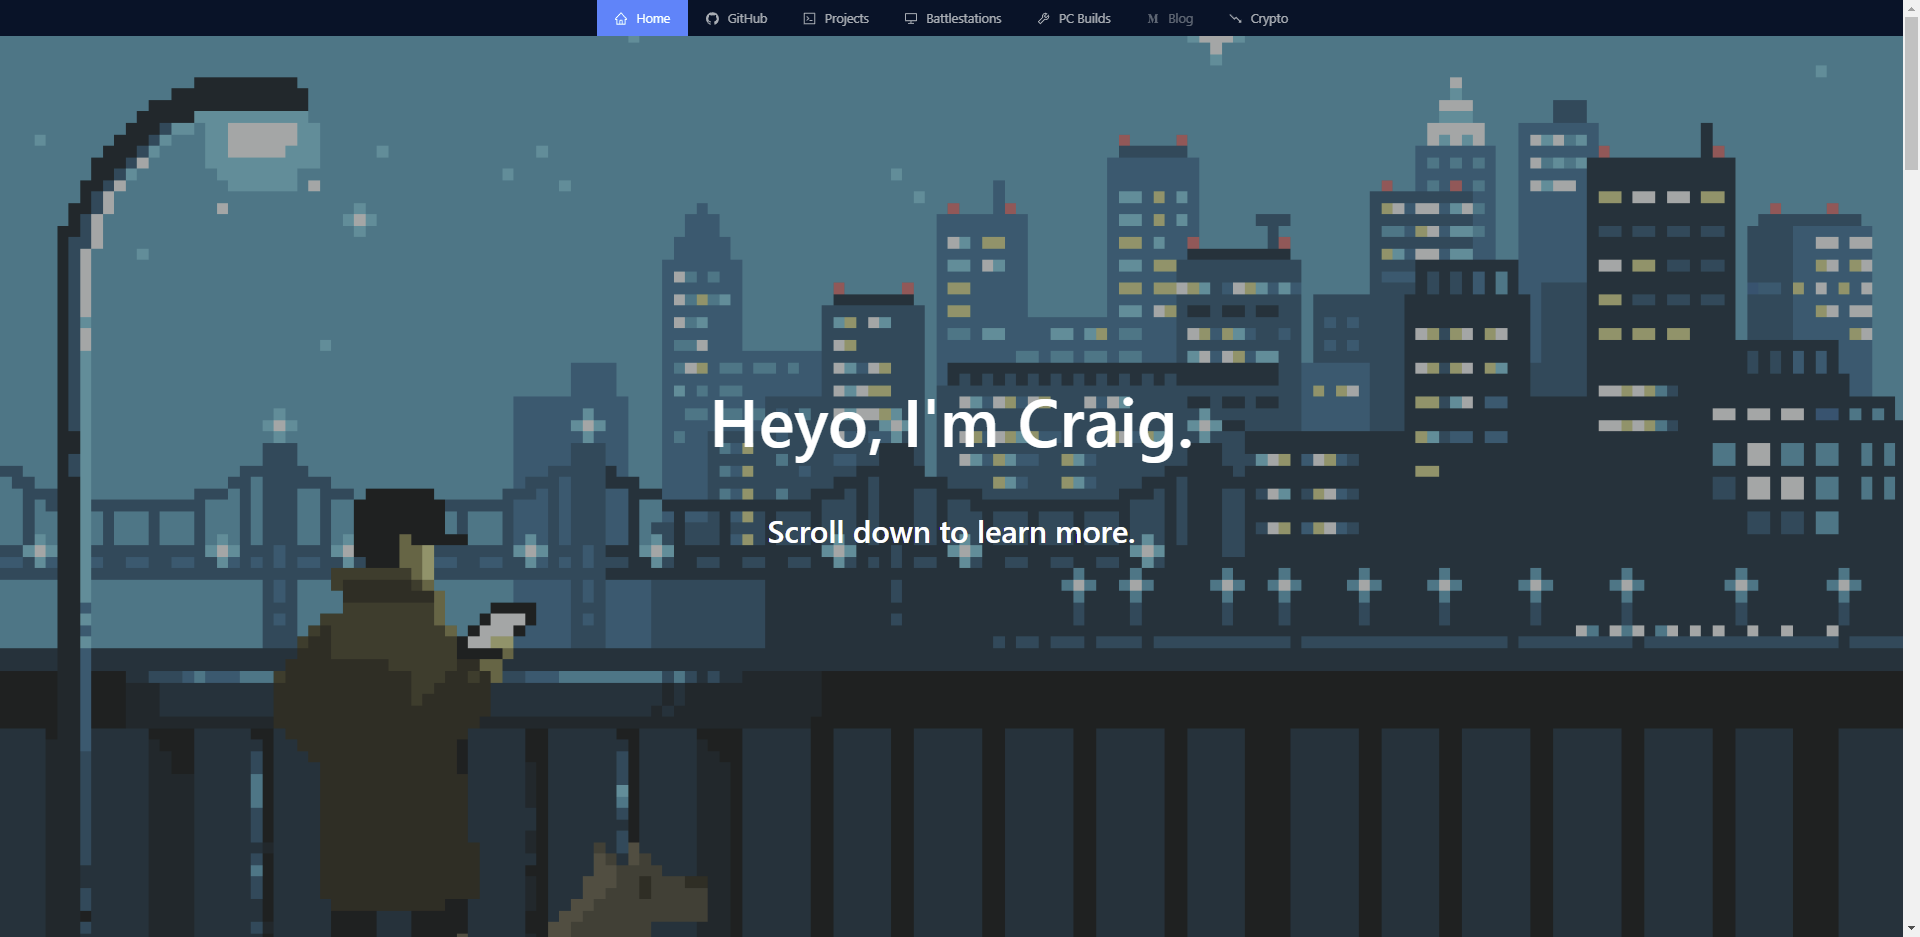 Home GitHub Projects Battlestations PC Builds Blog Crypto
Heyo, I'm Craig.
Scroll down to learn more.